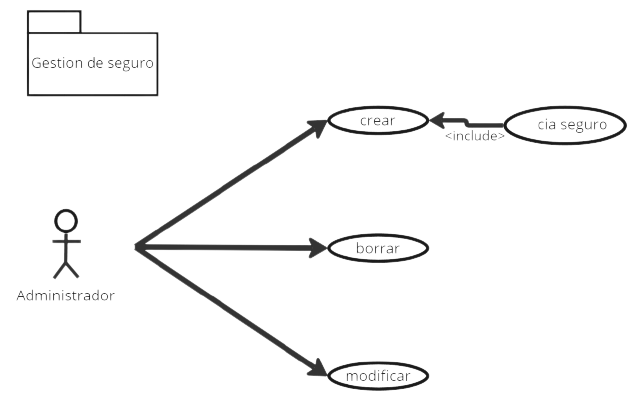 Gestion de seguro
crear
cia seguro
<include>
borrar
Administrador
modificar